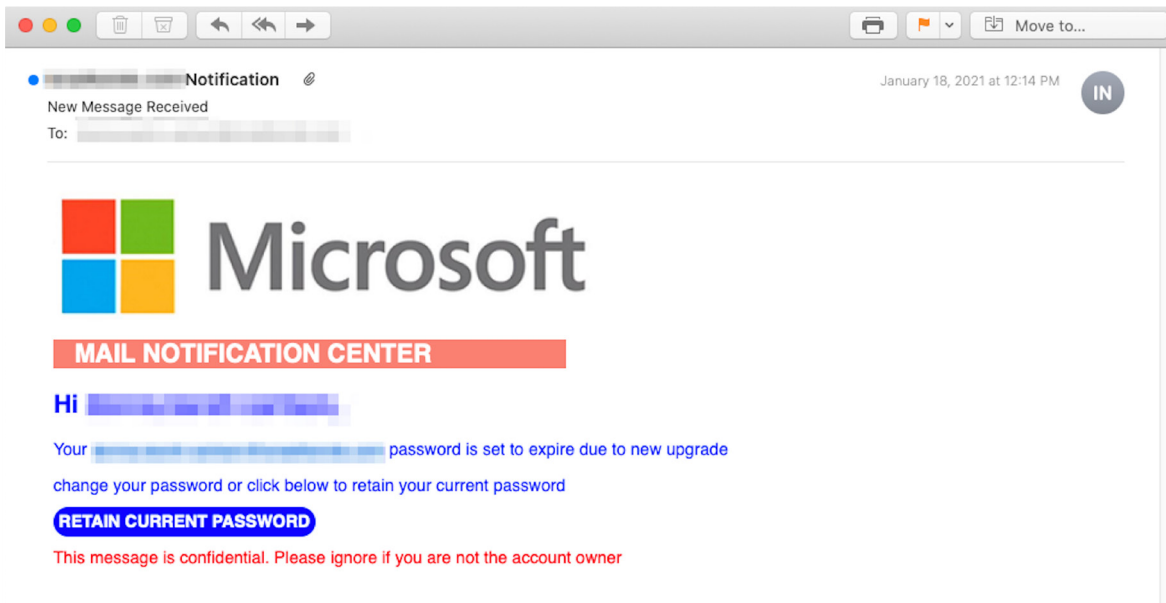 Move to...
Notification
January 18, 2021 at 12:14 PM
IN
New Message Received
To:
Microsoft
MAIL NOTIFICATION CENTER
Hi
Your password is set to expire due to new upgrade
change your password or click below to retain your current password
RETAIN CURRENT PASSWORD
This message is confidential. Please ignore if you are not the account owner